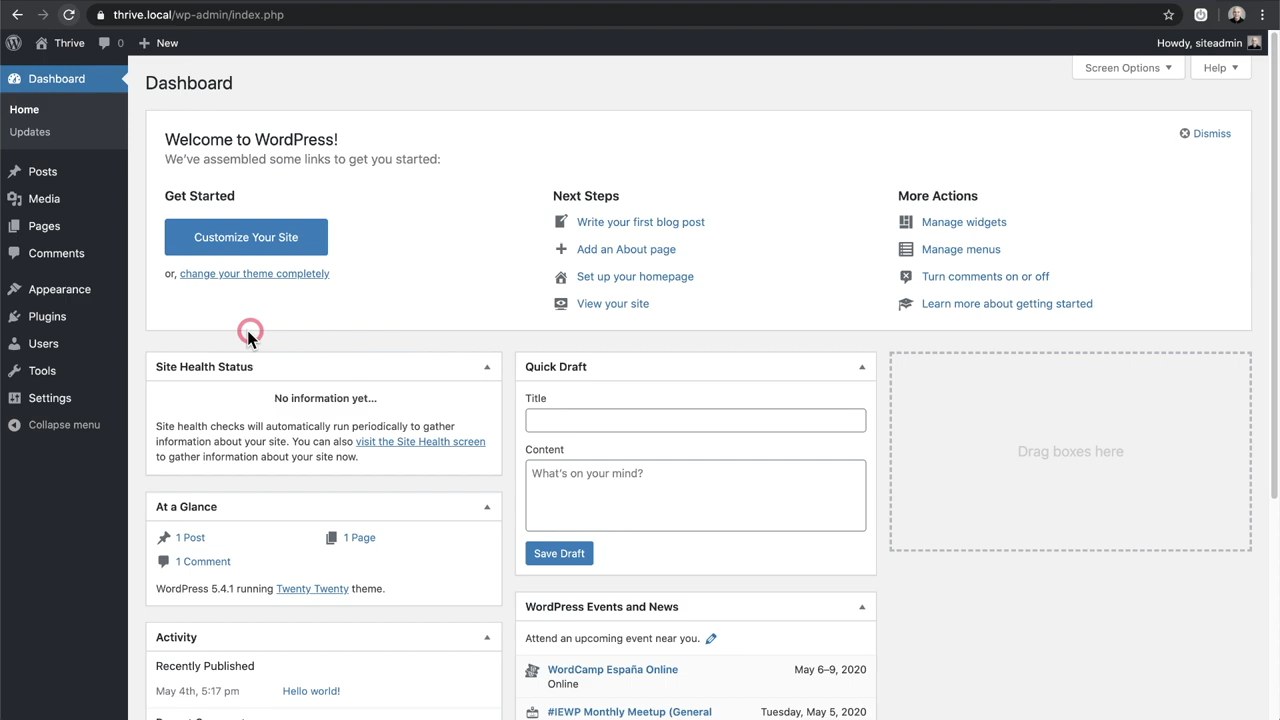 thrive.local/wp-admin/index.php
Thrive
0
New
Howdy, siteadmin
Dashboard
Home
Updates
Posts
Media
Pages
Comments
Appearance
Plugins
Users
Tools
Settings
Collapse menu
Screen Options
Help
Dashboard
Welcome to WordPress!
We've assembled some links to get you started:
Dismiss
Get Started
Customize Your Site
or, change your theme completely
Next Steps
Write your first blog post
Add an About page
Set up your homepage
View your site
More Actions
Manage widgets
Manage menus
Turn comments on or off
Learn more about getting started
Site Health Status
No information yet...
Site health checks will automatically run periodically to gather
information about your site. You can also visit the Site Health screen
to gather information about your site now.
At a Glance
1 Post
1 Page
1 Comment
WordPress 5.4.1 running Twenty Twenty theme.
Activity
Recently Published
May 4th, 5:17 pm
Hello world!
Quick Draft
Title
Content
What's on your mind?
Save Draft
WordPress Events and News
Attend an upcoming event near you.
WordCamp España Online
Online
May 6–9, 2020
#IEWP Monthly Meetup (General
Tuesday, May 5, 2020
Drag boxes here